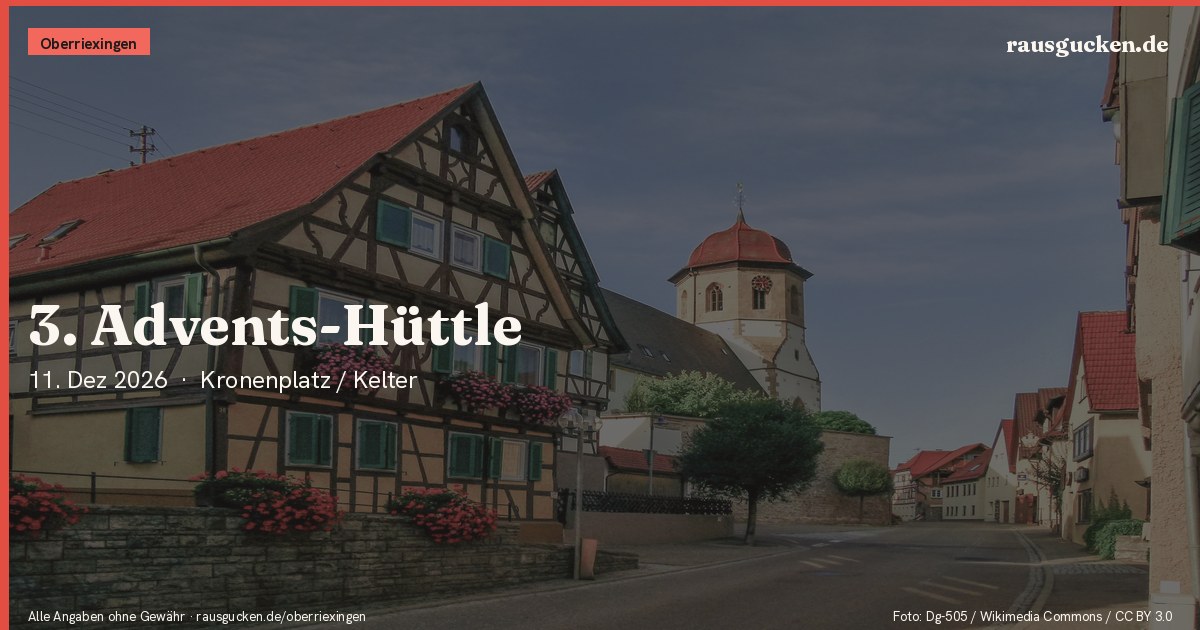 Oberriexingen
rausgucken.de
3. Advents-Hüttle
11. Dez 2026 · Kronenplatz / Kelter
Alle Angaben ohne Gewähr · rausgucken.de/oberriexingen
Foto: Dg-505 / Wikimedia Commons / CC BY 3.0